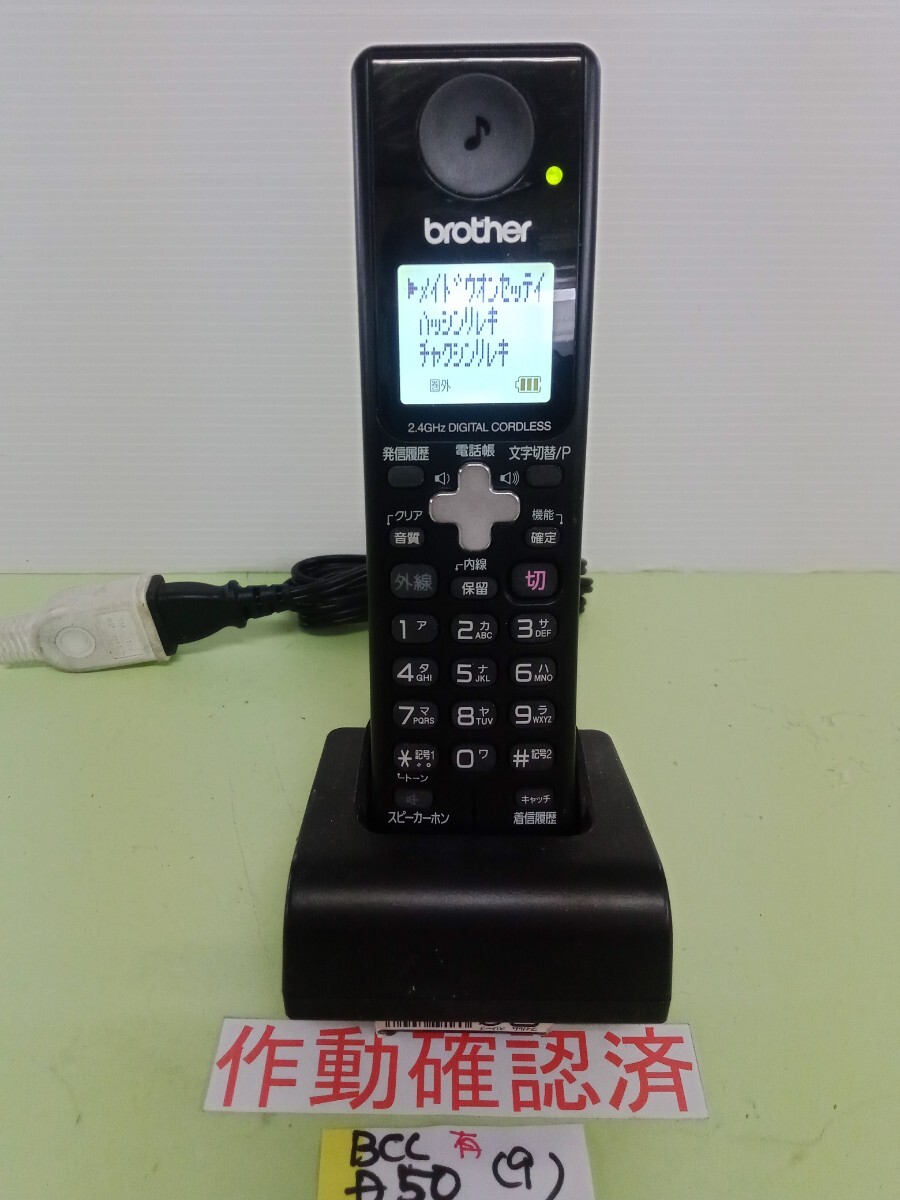 ♪
brother
▶メイドウオンセッテイ
ハッシンリレキ
チャクシンリレキ
圏外
2.4GHz DIGITAL CORDLESS
発信履歴 電話帳 文字切替/P
クリア 機能
音質 確定
内線
外線 保留 切
1 ア 2 カ ABC 3 サ DEF
4 タ GHI 5 ナ JKL 6 ハ MNO
7 マ PQRS 8 ヤ TUV 9 ラ WXYZ
* 記号1 ゛゜ 0 ワ # 記号2
トーン
キャッチ
スピーカーホン 着信履歴
作動確認済
BCL 有
A50 (9)